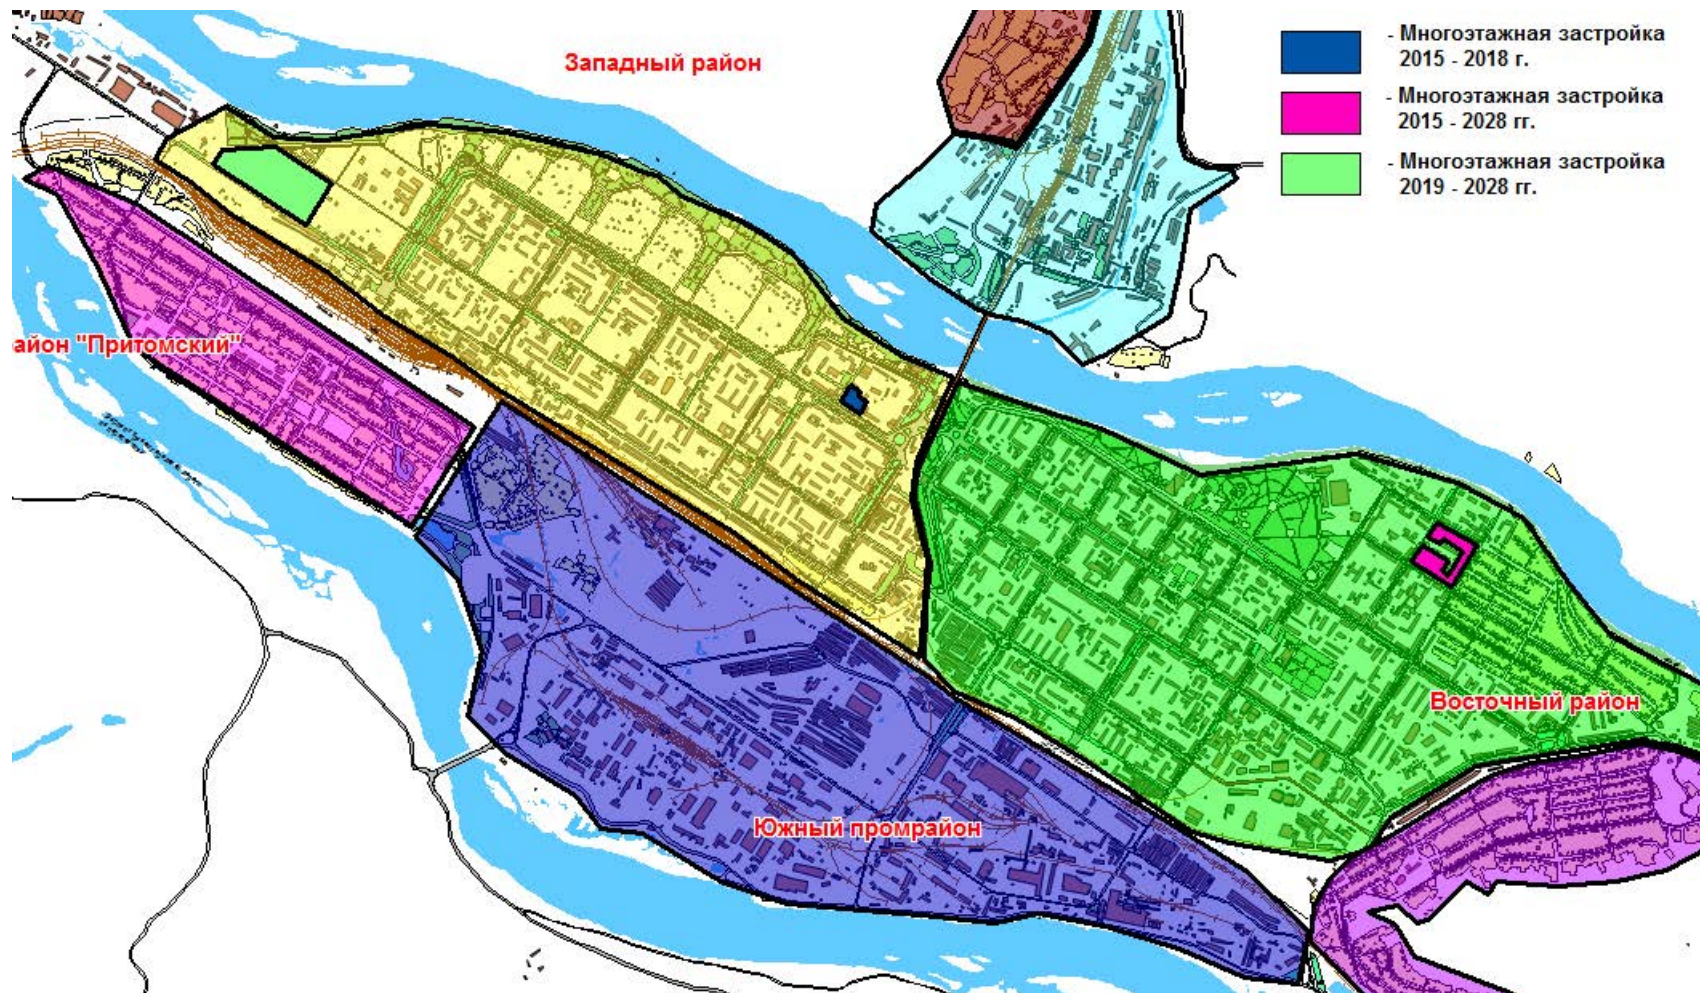 Западный район
- Многоэтажная застройка
2015 - 2018 г.
- Многоэтажная застройка
2015 - 2028 гг.
- Многоэтажная застройка
2019 - 2028 гг.
айон "Притомский"
Восточный район
Южный промрайон